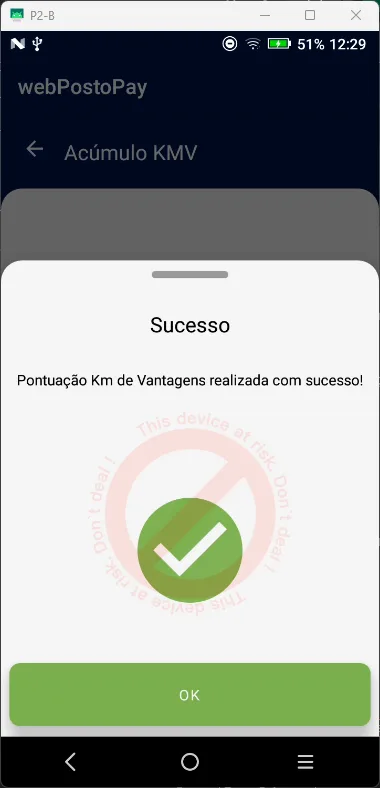 P2-B
51% 12:29
webPostoPay
Acúmulo KMV
Sucesso
Pontuação Km de Vantagens realizada com sucesso!
This device at risk. Don`t deal !
This device at risk. Don`t deal !
OK